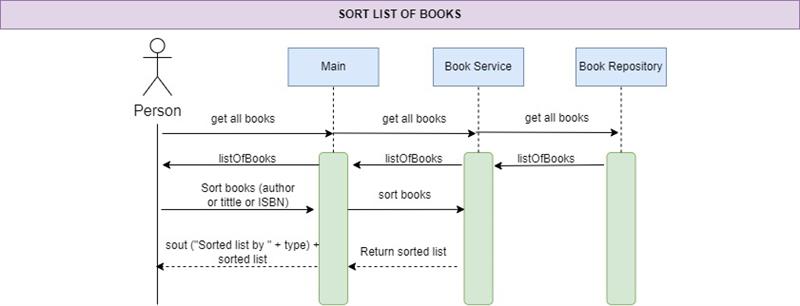 SORT LIST OF BOOKS
Main
Book Service
Book Repository
Person
get all books
get all books
get all books
listOfBooks
listOfBooks
listOfBooks
Sort books (author
or tittle or ISBN)
sort books
sout ("Sorted list by " + type) +
sorted list
Return sorted list